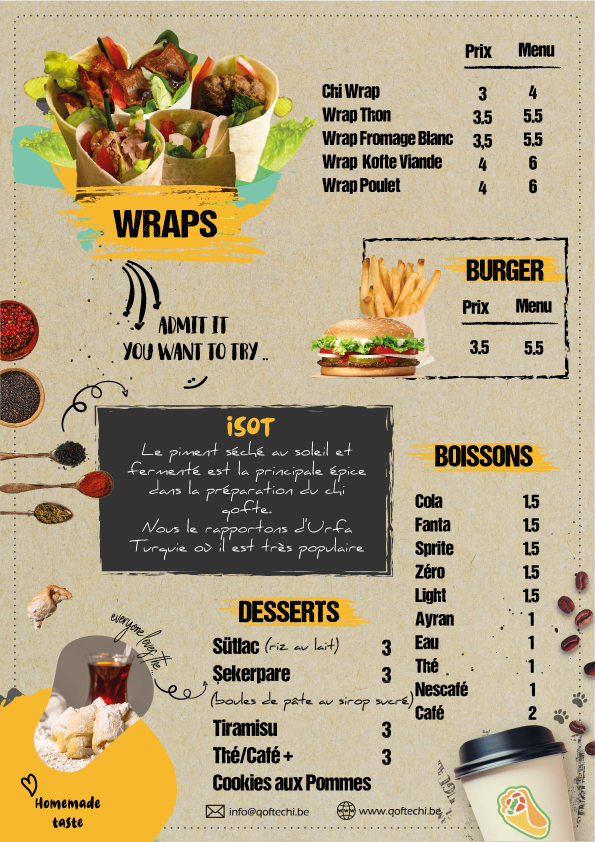 Prix Menu
Chi Wrap 3 4
Wrap Thon 3.5 5.5
Wrap Fromage Blanc 3,5 5.5
Wrap Kofte Viande 4 6
Wrap Poulet 4 6
WRAPS
ADMIT IT
YOU WANT TO TRY ..
BURGER
Prix Menu
3.5 5.5
isot
Le piment séché au soleil et
fermenté est la principale épice
dans la préparation du chi
qofte.
Nous le rapportons d'Urfa
Turquie où il est très populaire
BOISSONS
Cola 1.5
Fanta 1.5
Sprite 1.5
Zéro 1.5
Light 1.5
Ayran 1
Eau 1
Thé 1
Nescafé 1
Café 2
DESSERTS
Sütlac (riz au lait) 3
Şekerpare 3
(boules de pâte au sirop sucré)
Tiramisu 3
Thé/Café + 3
Cookies aux Pommes
everyone loves the...
Homemade
taste
info@qoftechi.be www.qoftechi.be